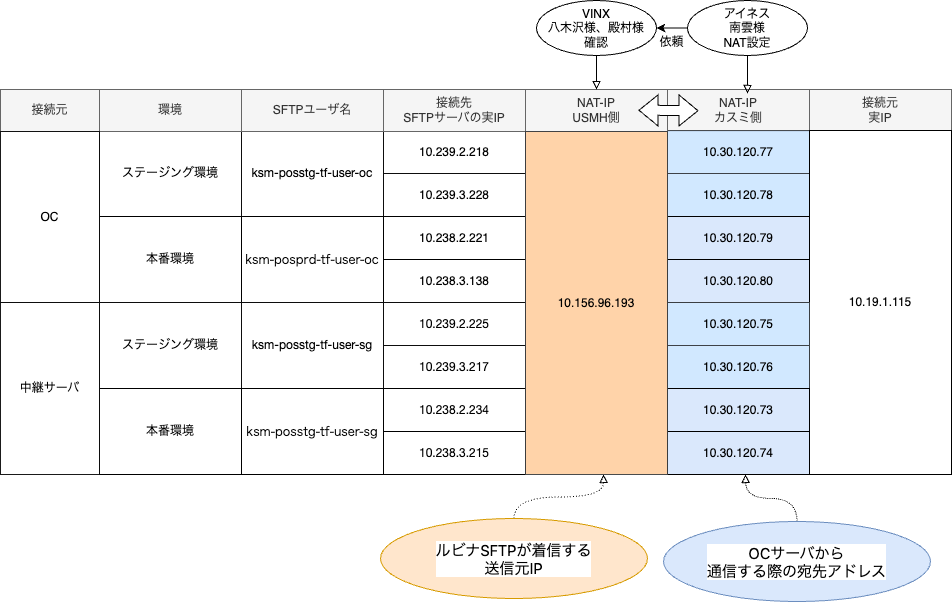 VINX
八木沢様、殿村様
確認
依頼
アイネス
南雲様
NAT設定
接続元
環境
SFTPユーザ名
接続先
SFTPサーバの実IP
NAT-IP
USMH側
NAT-IP
カスミ側
接続元
実IP
OC
ステージング環境
ksm-posstg-tf-user-oc
10.239.2.218
10.30.120.77
10.239.3.228
10.30.120.78
本番環境
ksm-posprd-tf-user-oc
10.238.2.221
10.30.120.79
10.238.3.138
10.30.120.80
10.156.96.193
10.19.1.115
中継サーバ
ステージング環境
ksm-posstg-tf-user-sg
10.239.2.225
10.30.120.75
10.239.3.217
10.30.120.76
本番環境
ksm-posstg-tf-user-sg
10.238.2.234
10.30.120.73
10.238.3.215
10.30.120.74
ルビナSFTPが着信する
送信元IP
OCサーバから
通信する際の宛先アドレス